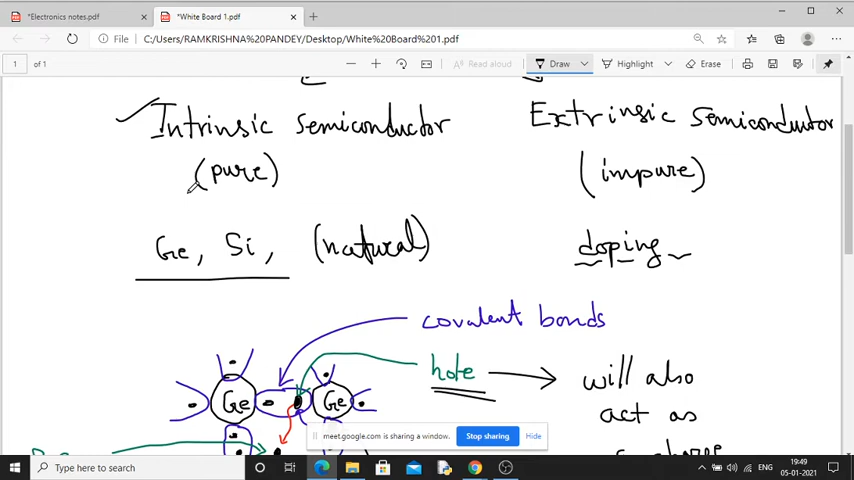 *Electronics notes.pdf
*White Board 1.pdf
File C:/Users/RAMKRISHNA%20PANDEY/Desktop/White%20Board%201.pdf
1 of 1 Read aloud Draw Highlight Erase
Intrinsic semiconductor
(pure)
Ge, Si, (natural)
Extrinsic semiconductor
(impure)
doping
covalent bonds
hole
will also
act as
Ge Ge
meet.google.com is sharing a window. Stop sharing Hide
Type here to search
ENG
19:49
05-01-2021